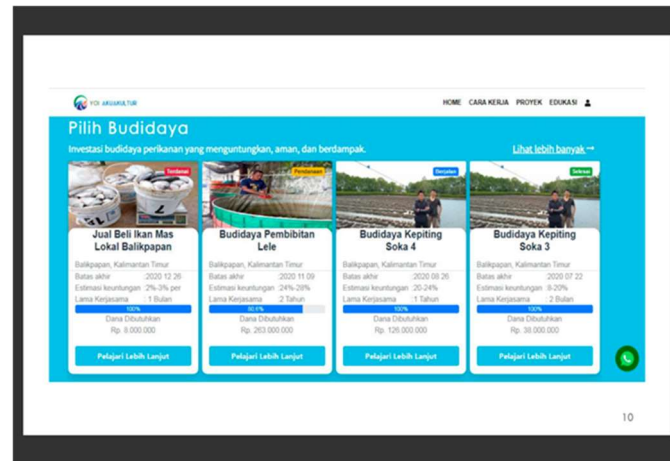 YOI AKUAKULTUR
HOME CARA KERJA PROYEK EDUKASI
Pilih Budidaya
Investasi budidaya perikanan yang menguntungkan, aman, dan berdampak.
Lihat lebih banyak →
Terdanai
Jual Beli Ikan Mas
Lokal Balikpapan
Balikpapan, Kalimantan Timur
Batas akhir :2020 12 26
Estimasi keuntungan :2%-3% per
Lama Kerjasama :1 Bulan
100%
Dana Dibutuhkan
Rp. 8.000.000
Pelajari Lebih Lanjut
Pendanaan
Budidaya Pembibitan
Lele
Balikpapan, Kalimantan Timur
Batas akhir :2020 11 09
Estimasi keuntungan :24%-28%
Lama Kerjasama :2 Tahun
Dana Dibutuhkan
Rp. 263.000.000
Pelajari Lebih Lanjut
Berjalan
Budidaya Kepiting
Soka 4
Balikpapan, Kalimantan Timur
Batas akhir :2020 08 26
Estimasi keuntungan :20-24%
Lama Kerjasama :1 Tahun
100%
Dana Dibutuhkan
Rp. 126.000.000
Pelajari Lebih Lanjut
Selesai
Budidaya Kepiting
Soka 3
Balikpapan, Kalimantan Timur
Batas akhir :2020 07 22
Estimasi keuntungan :8-20%
Lama Kerjasama :2 Bulan
100%
Dana Dibutuhkan
Rp. 38.000.000
Pelajari Lebih Lanjut
10